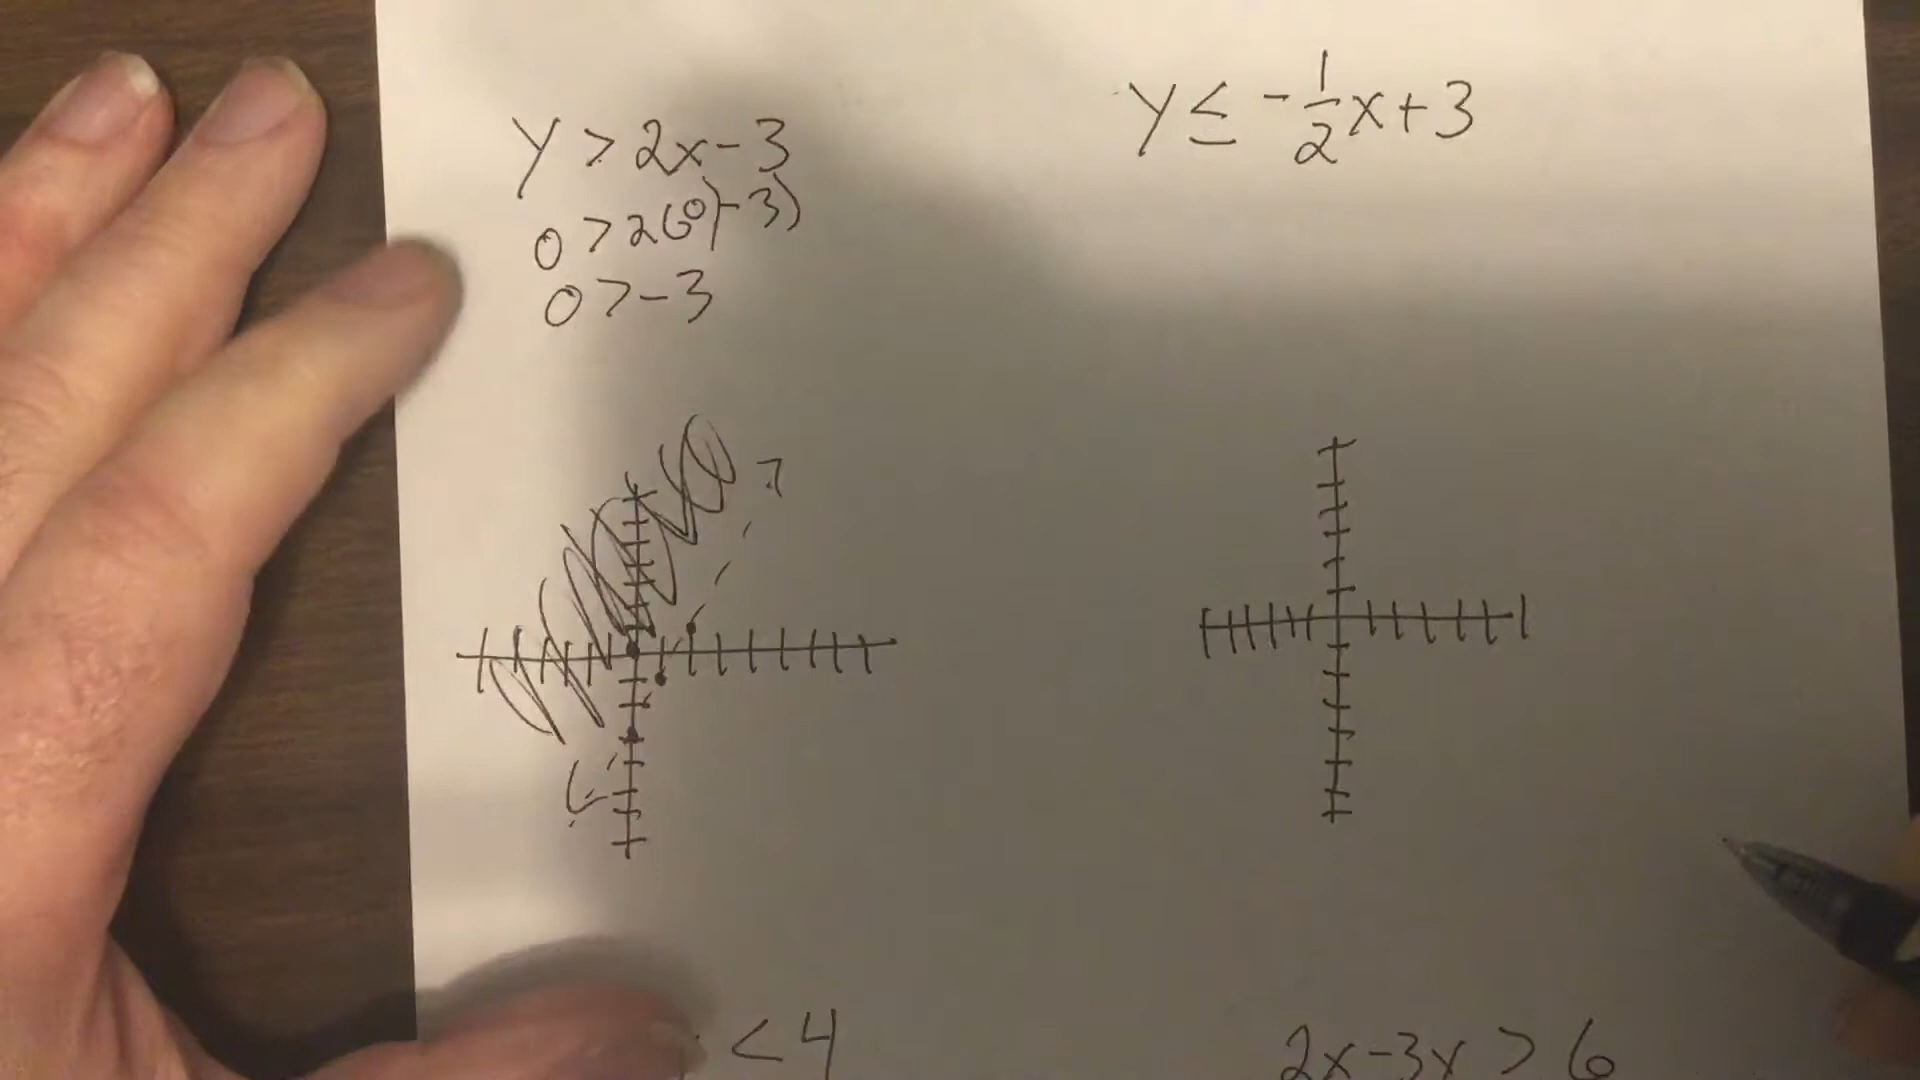 y > 2x - 3
0 > 2(0) - 3)
0 > -3
y ≤ -1/2x + 3
< 4
2x - 3y > 6